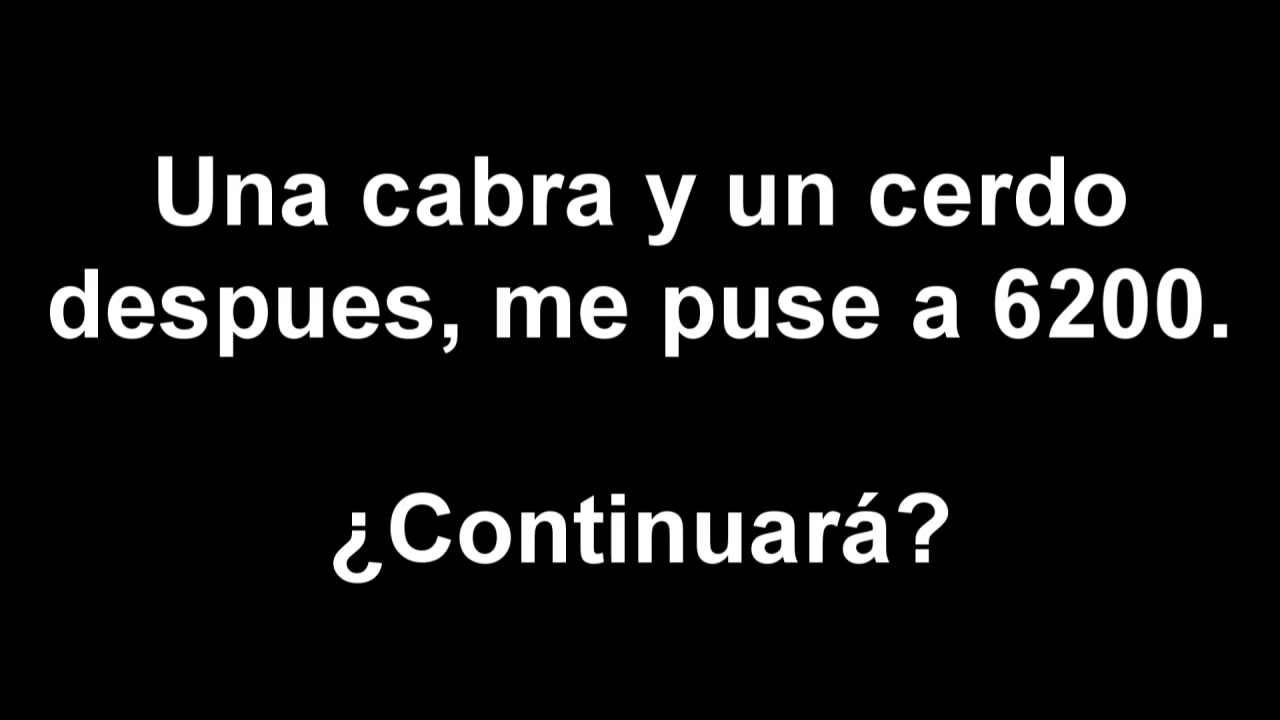 Una cabra y un cerdo
despues, me puse a 6200.
¿Continuará?